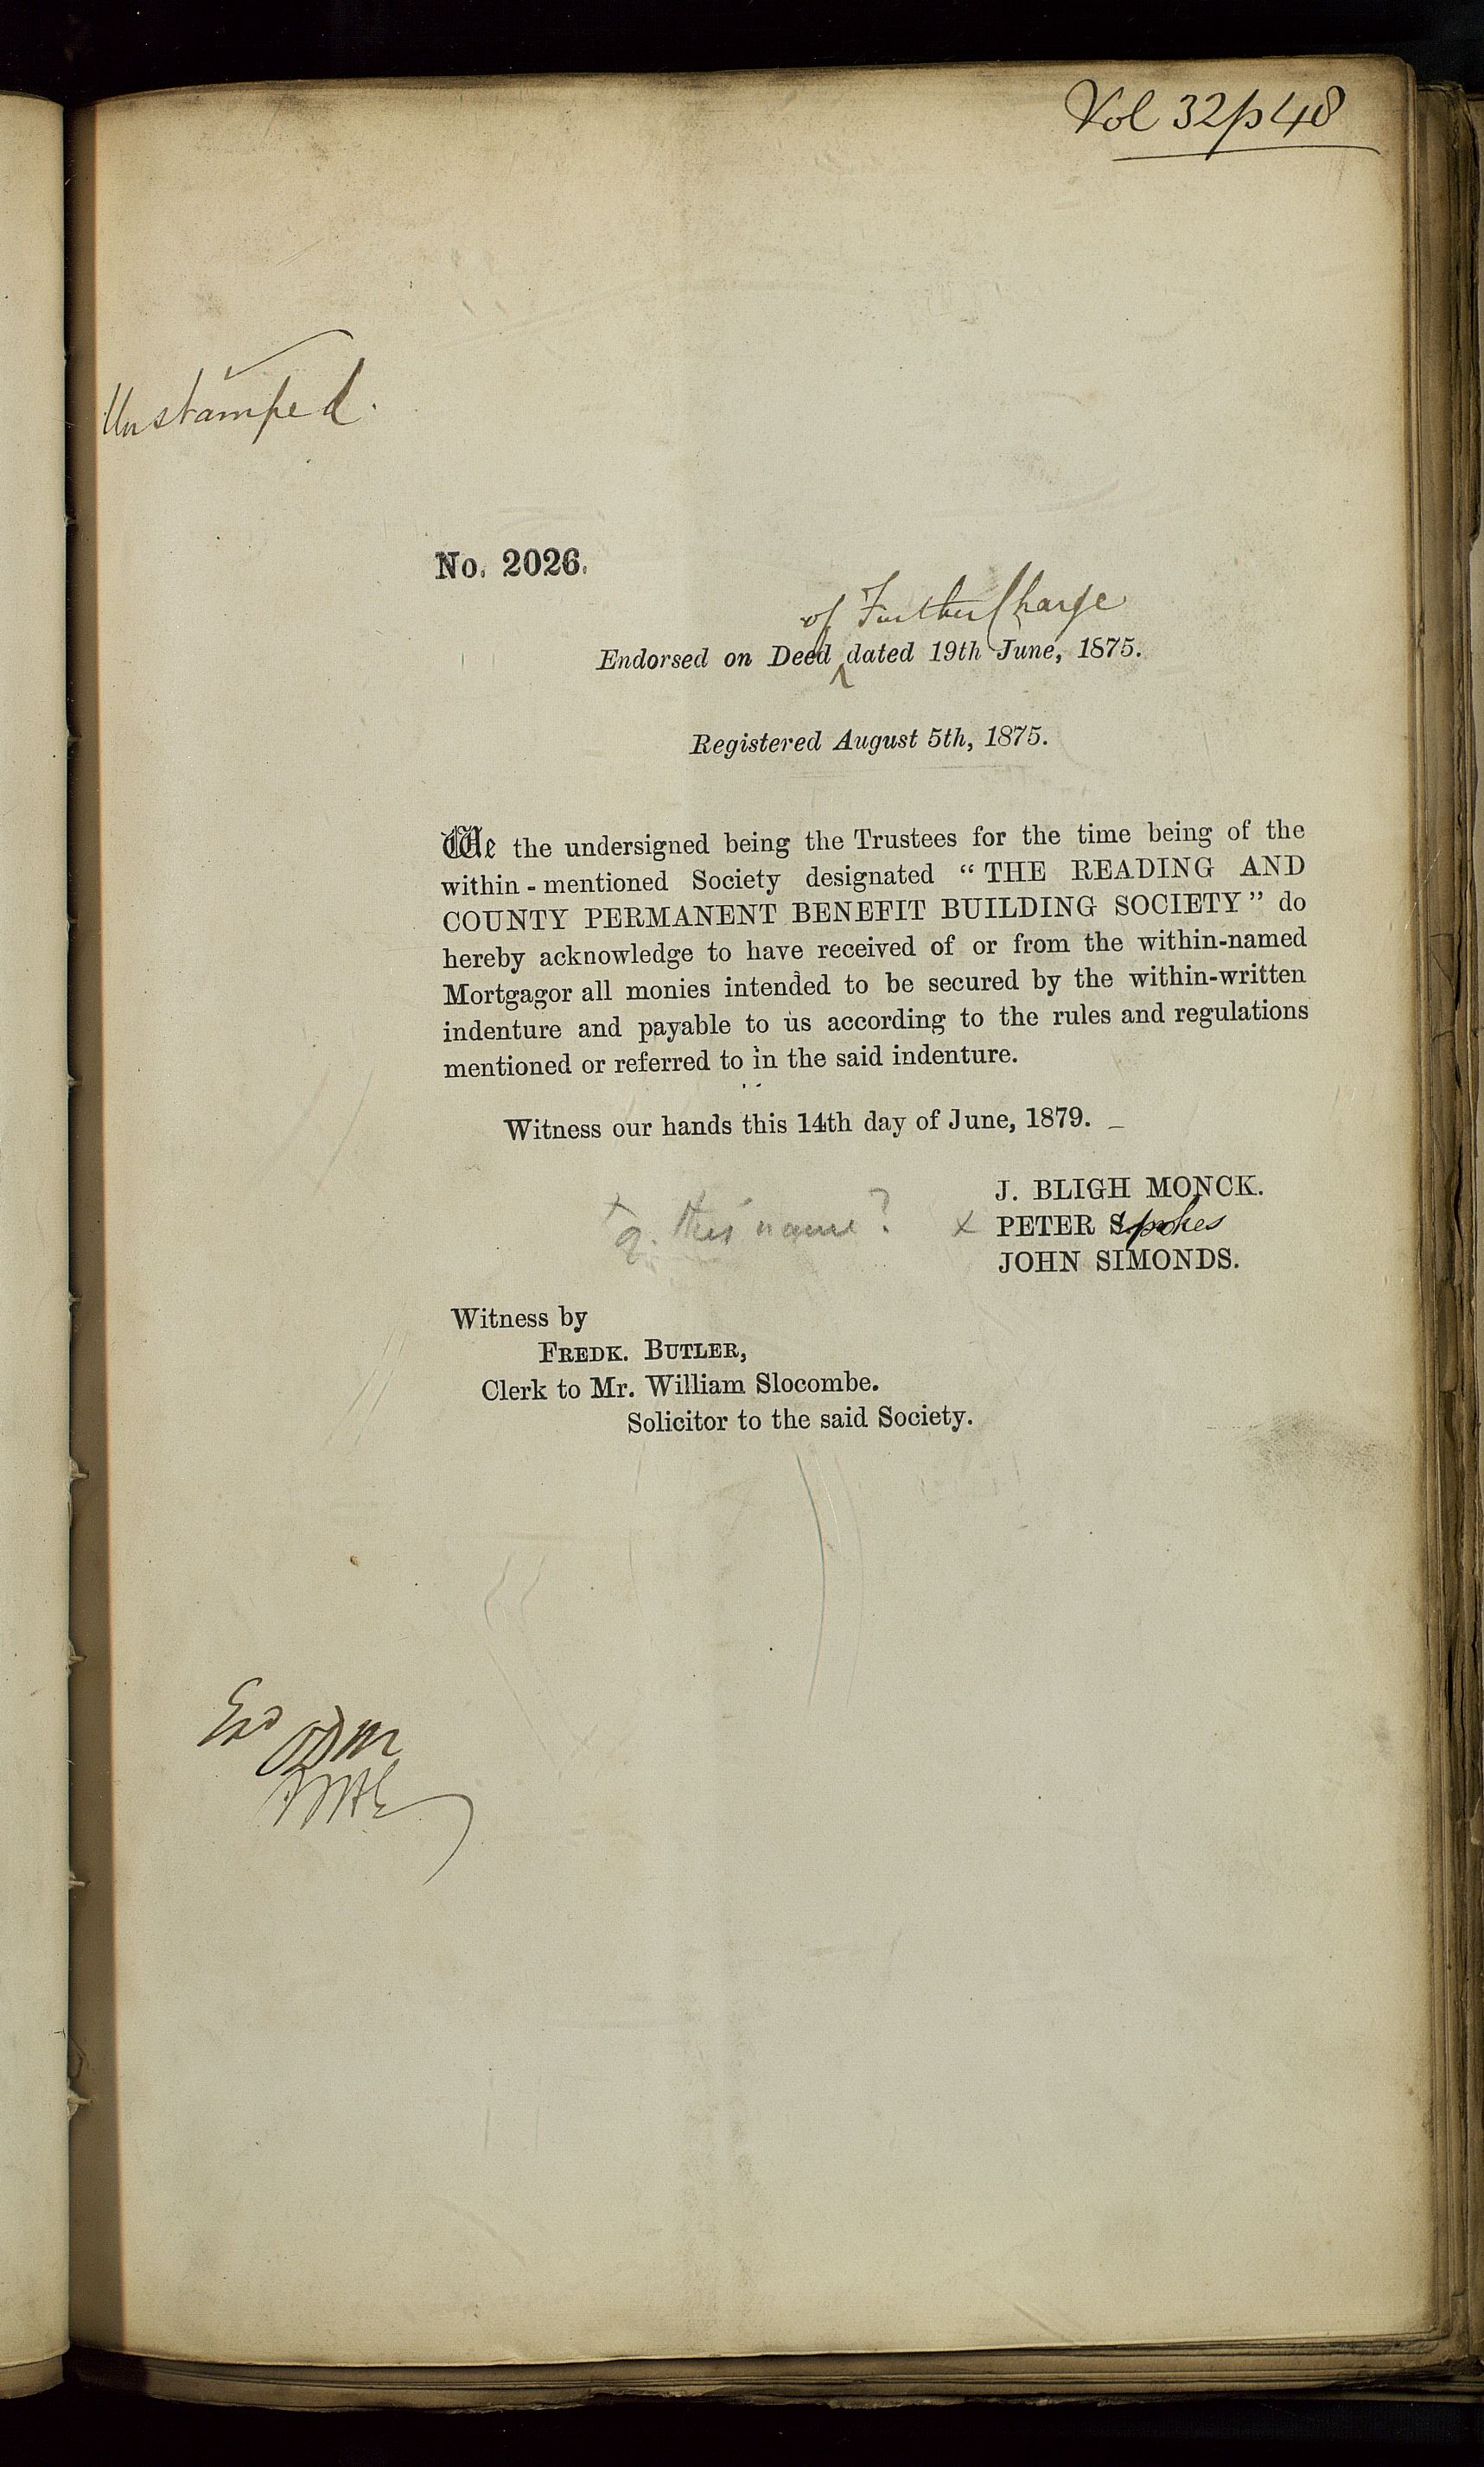 Vol 32 p 48
Unstamped.
No. 2026.
of Further Charge
Endorsed on Deed ‸ dated 19th June, 1875.
Registered August 5th, 1875.
We the undersigned being the Trustees for the time being of the
within-mentioned Society designated “THE READING AND
COUNTY PERMANENT BENEFIT BUILDING SOCIETY” do
hereby acknowledge to have received of or from the within-named
Mortgagor all monies intended to be secured by the within-written
indenture and payable to us according to the rules and regulations
mentioned or referred to in the said indenture.
Witness our hands this 14th day of June, 1879.
J. BLIGH MONCK.
x q. this name? x PETER Spokes
JOHN SIMONDS.
Witness by
FREDK. BUTLER,
Clerk to Mr. William Slocombe.
Solicitor to the said Society.
Exd